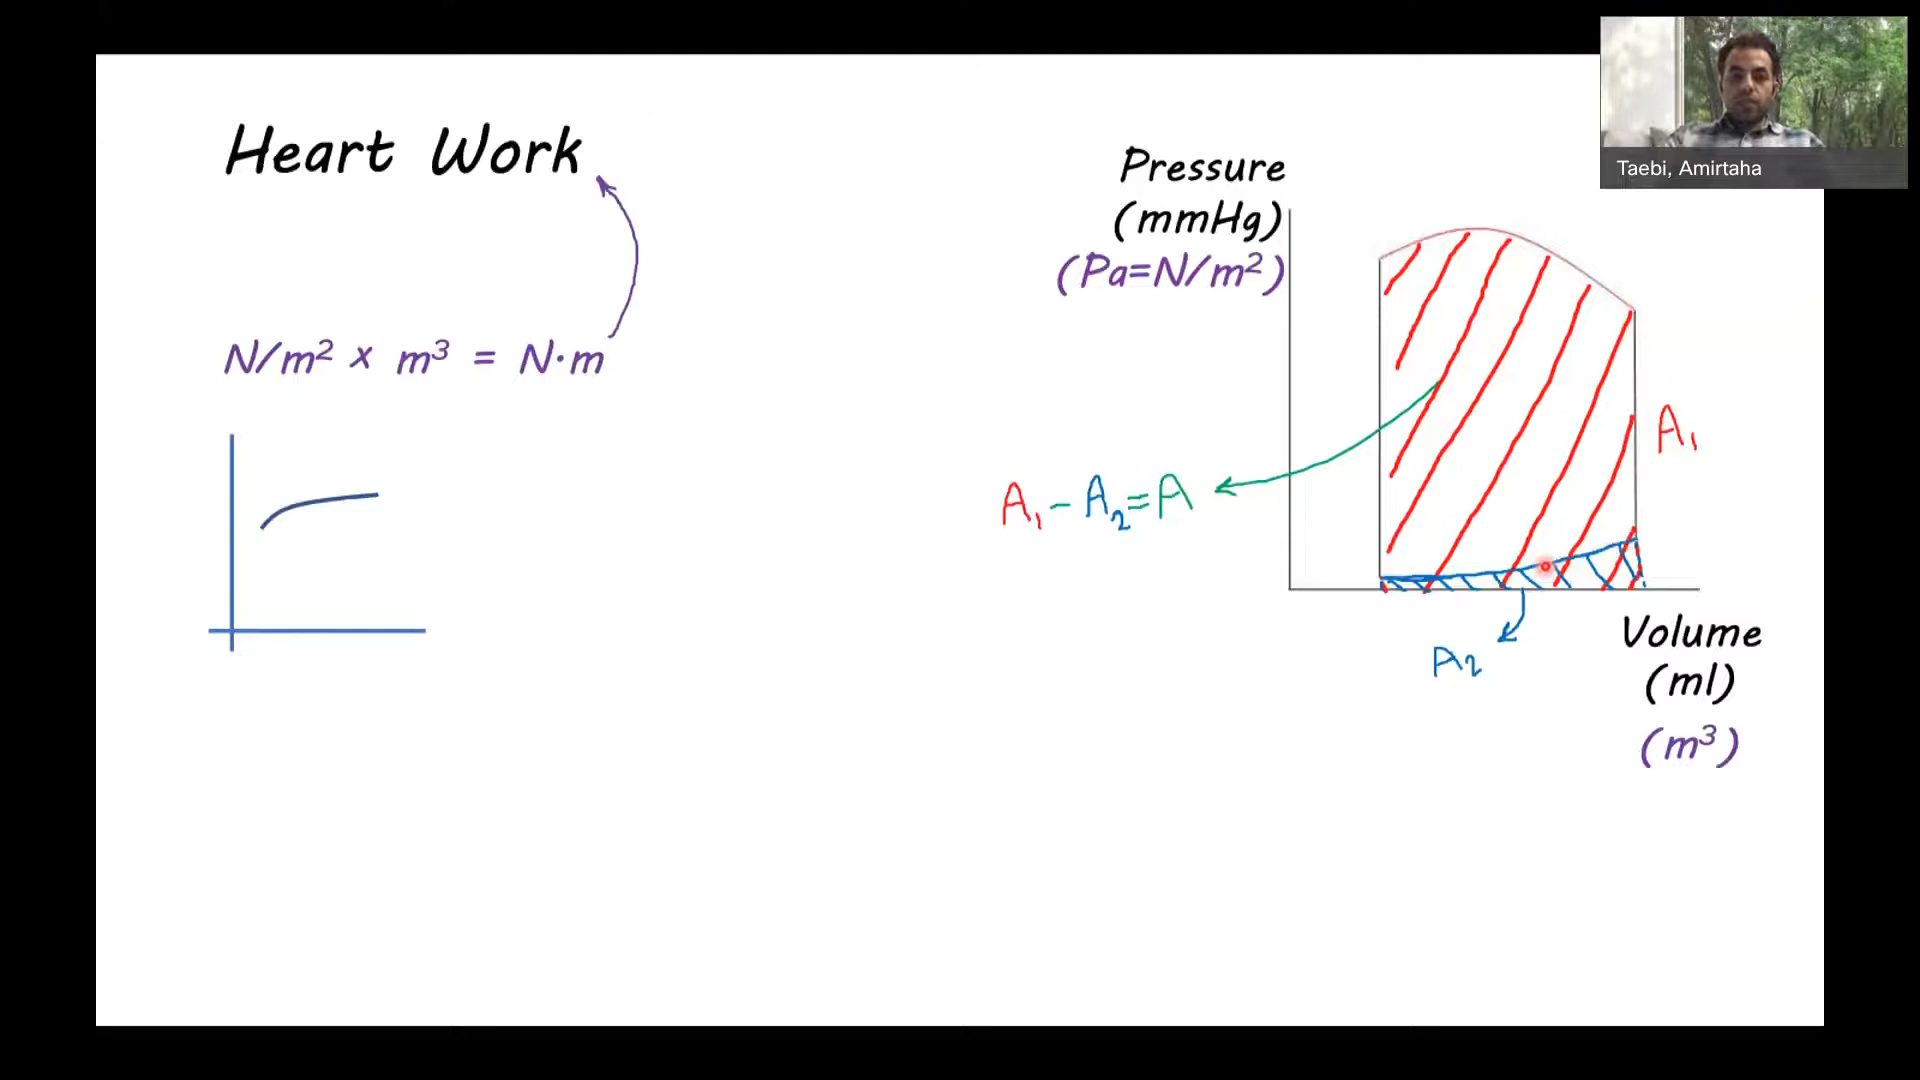 Heart Work
N/m² x m³ = N·m
Taebi, Amirtaha
Pressure
(mmHg)
(Pa=N/m²)
A₁
A₁ - A₂ = A
A₂
Volume
(ml)
(m³)